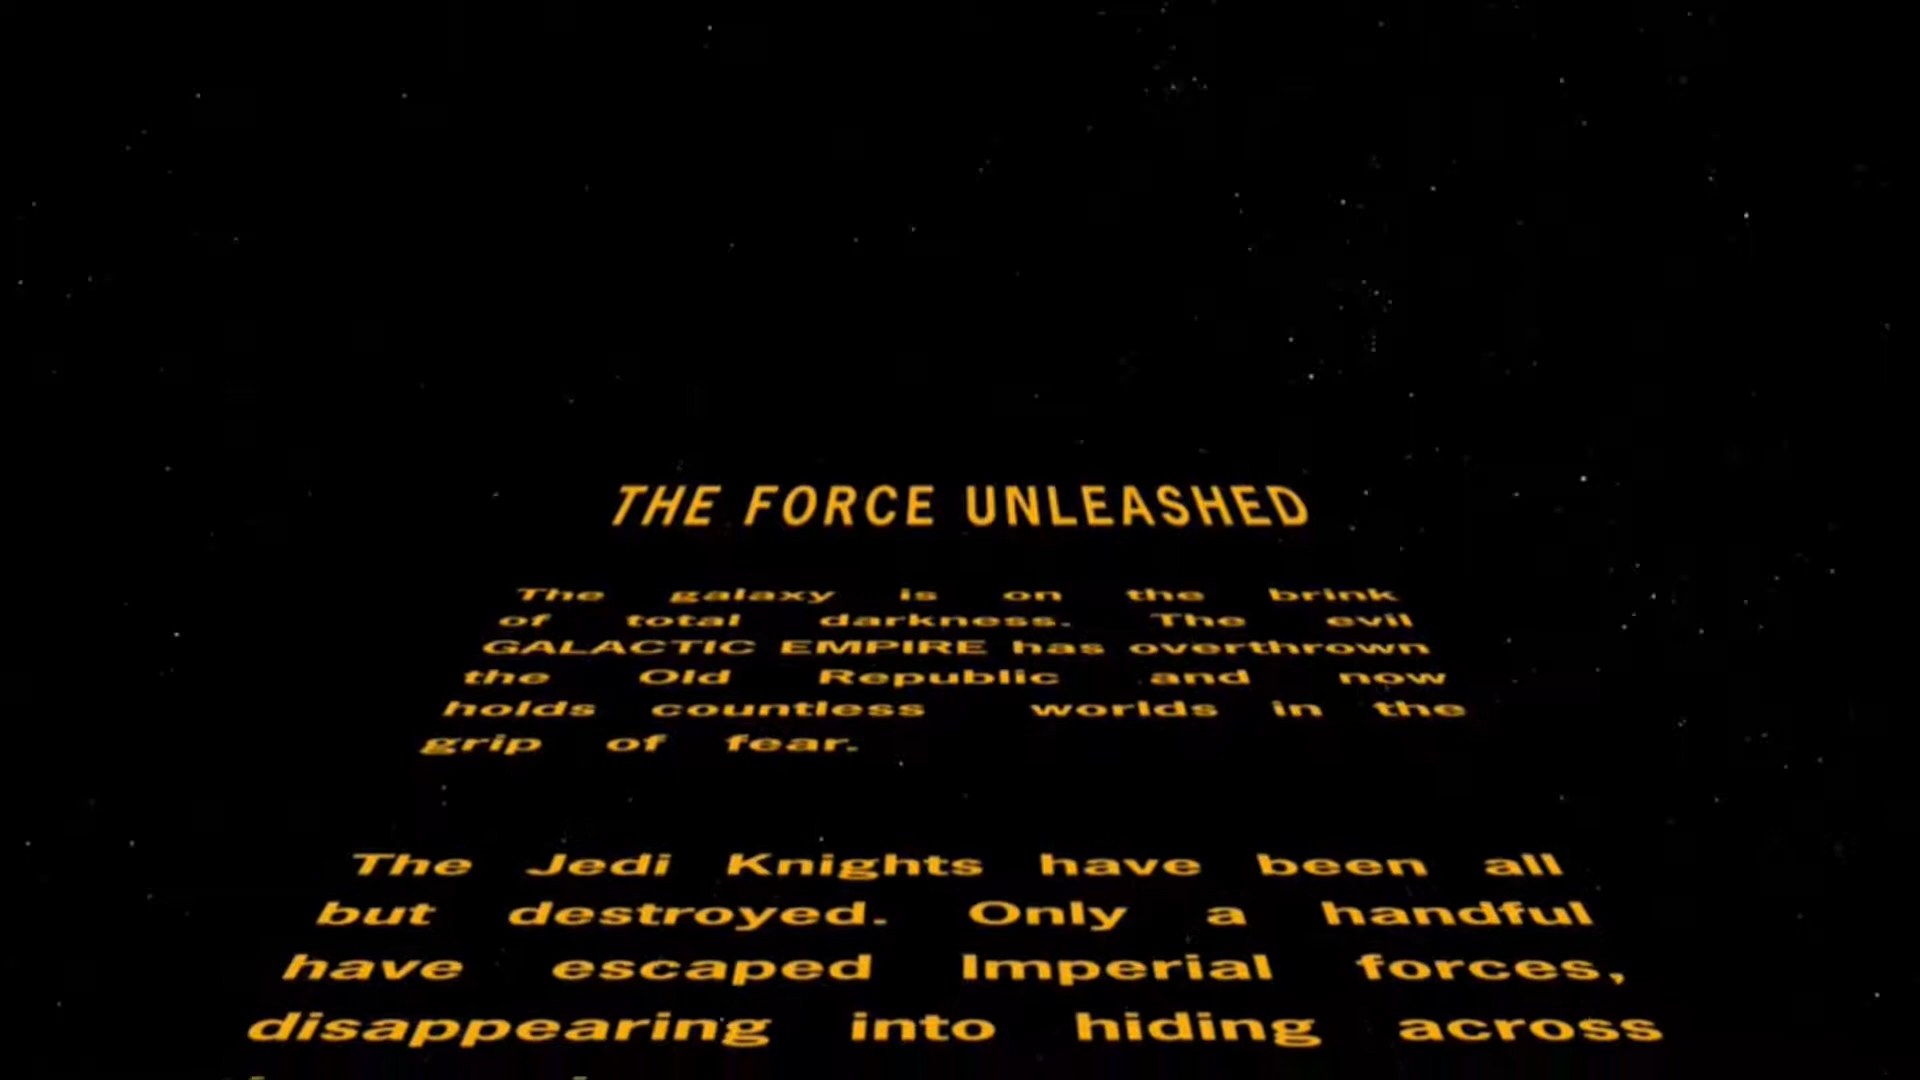 THE FORCE UNLEASHED
The galaxy is on the brink
of total darkness. The evil
GALACTIC EMPIRE has overthrown
the Old Republic and now
holds countless worlds in the
grip of fear.
The Jedi Knights have been all
but destroyed. Only a handful
have escaped Imperial forces,
disappearing into hiding across